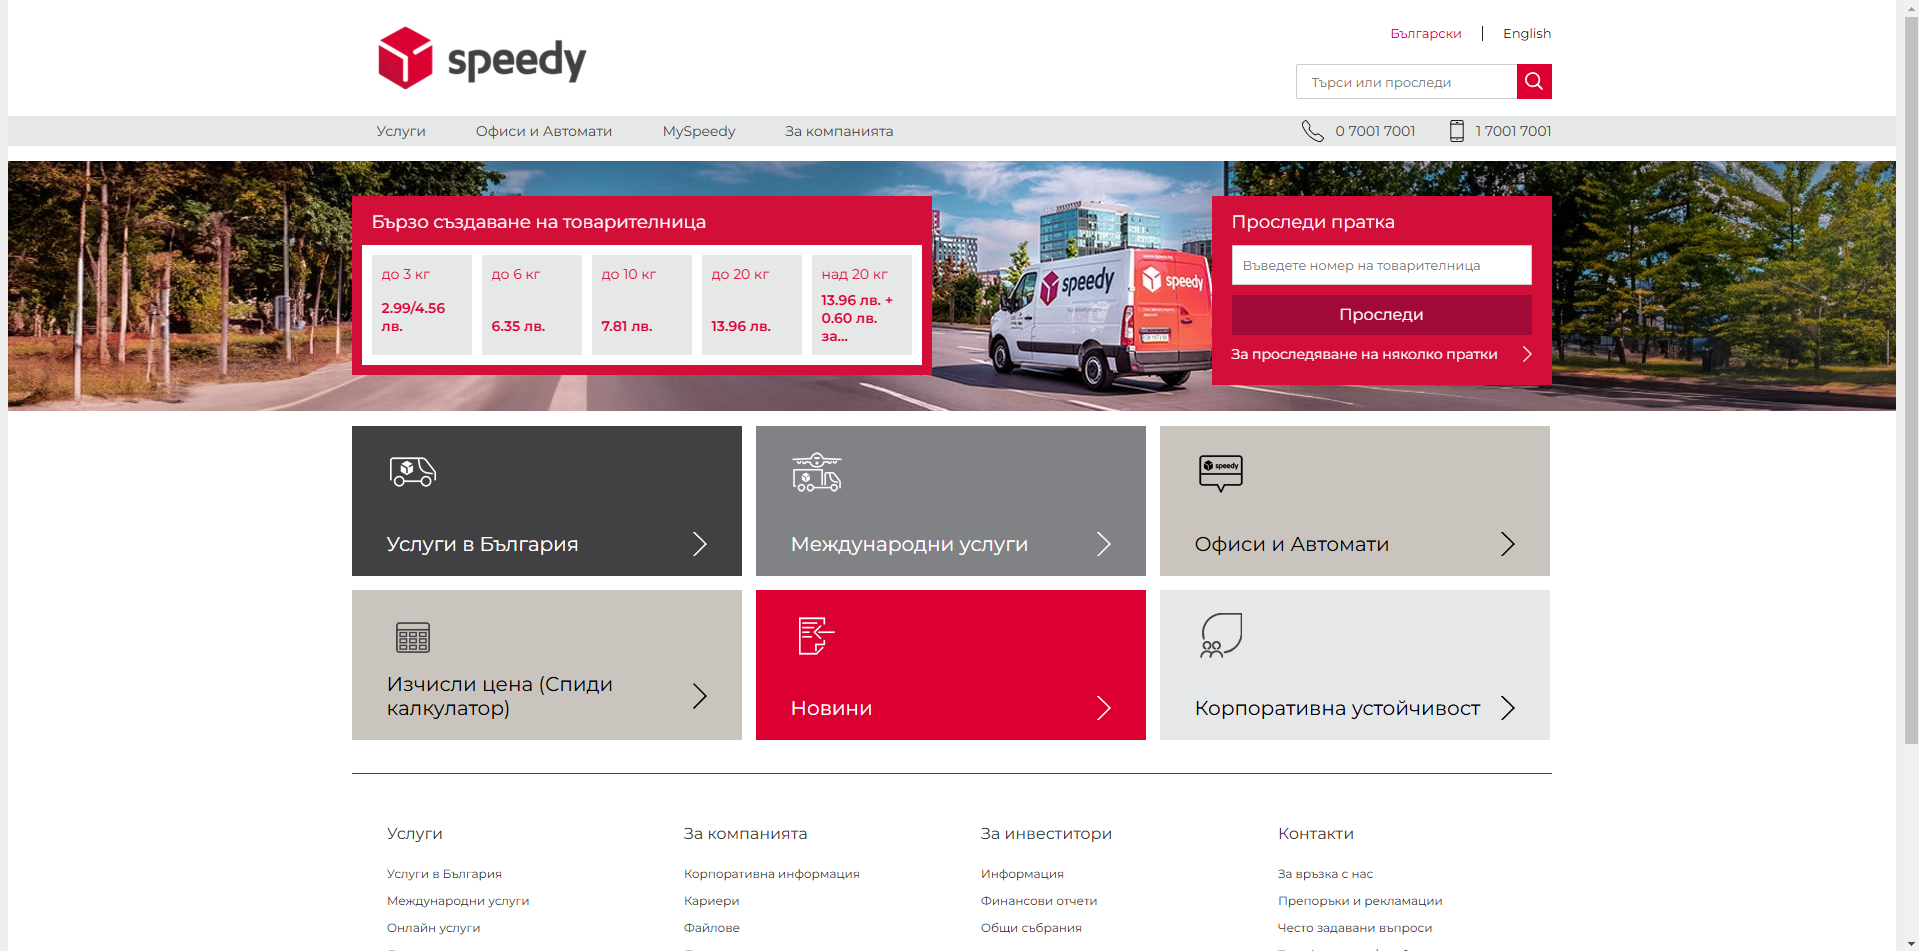 speedy
Български | English
Търси или проследи
Услуги
Офиси и Автомати
MySpeedy
За компанията
0 7001 7001
1 7001 7001
Бързо създаване на товарителница
до 3 кг
2.99/4.56
лв.
до 6 кг
6.35 лв.
до 10 кг
7.81 лв.
до 20 кг
13.96 лв.
над 20 кг
13.96 лв. +
0.60 лв.
за...
speedy
speedy
Проследи пратка
Въведете номер на товарителница
Проследи
За проследяване на няколко пратки
Услуги в България
Международни услуги
speedy
Офиси и Автомати
Изчисли цена (Спиди
калкулатор)
Новини
Корпоративна устойчивост
Услуги
Услуги в България
Международни услуги
Онлайн услуги
За компанията
Корпоративна информация
Кариери
Файлове
За инвеститори
Информация
Финансови отчети
Общи събрания
Контакти
За връзка с нас
Препоръки и рекламации
Често задавани въпроси